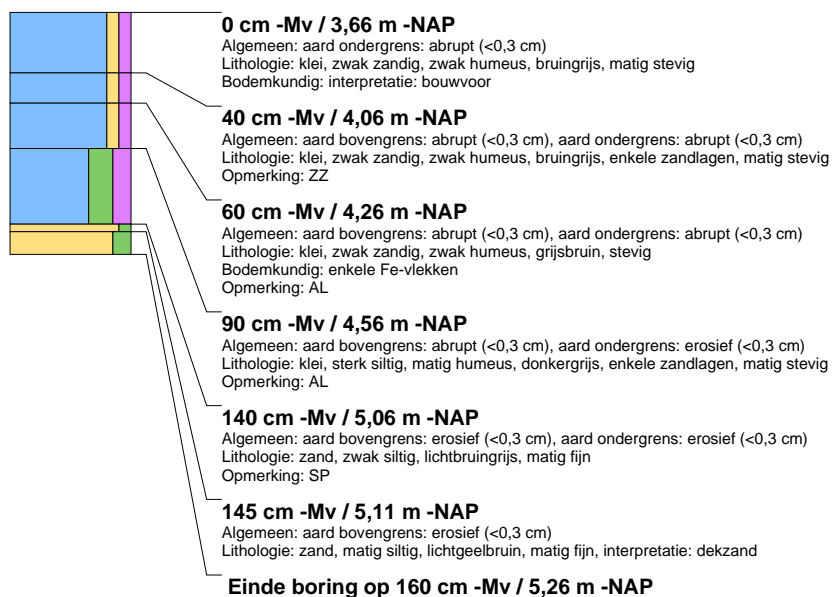 0 cm -Mv / 3,66 m -NAP
Algemeen: aard ondergrens: abrupt (<0,3 cm)
Lithologie: klei, zwak zandig, zwak humeus, bruingrijs, matig stevig
Bodemkundig: interpretatie: bouwvoor
40 cm -Mv / 4,06 m -NAP
Algemeen: aard bovengrens: abrupt (<0,3 cm), aard ondergrens: abrupt (<0,3 cm)
Lithologie: klei, zwak zandig, zwak humeus, bruingrijs, enkele zandlagen, matig stevig
Opmerking: ZZ
60 cm -Mv / 4,26 m -NAP
Algemeen: aard bovengrens: abrupt (<0,3 cm), aard ondergrens: abrupt (<0,3 cm)
Lithologie: klei, zwak zandig, zwak humeus, grijsbruin, stevig
Bodemkundig: enkele Fe-vlekken
Opmerking: AL
90 cm -Mv / 4,56 m -NAP
Algemeen: aard bovengrens: abrupt (<0,3 cm), aard ondergrens: erosief (<0,3 cm)
Lithologie: klei, sterk siltig, matig humeus, donkergrijs, enkele zandlagen, matig stevig
Opmerking: AL
140 cm -Mv / 5,06 m -NAP
Algemeen: aard bovengrens: erosief (<0,3 cm), aard ondergrens: erosief (<0,3 cm)
Lithologie: zand, zwak siltig, lichtbruingrijs, matig fijn
Opmerking: SP
145 cm -Mv / 5,11 m -NAP
Algemeen: aard bovengrens: erosief (<0,3 cm)
Lithologie: zand, matig siltig, lichtgeelbruin, matig fijn, interpretatie: dekzand
Einde boring op 160 cm -Mv / 5,26 m -NAP